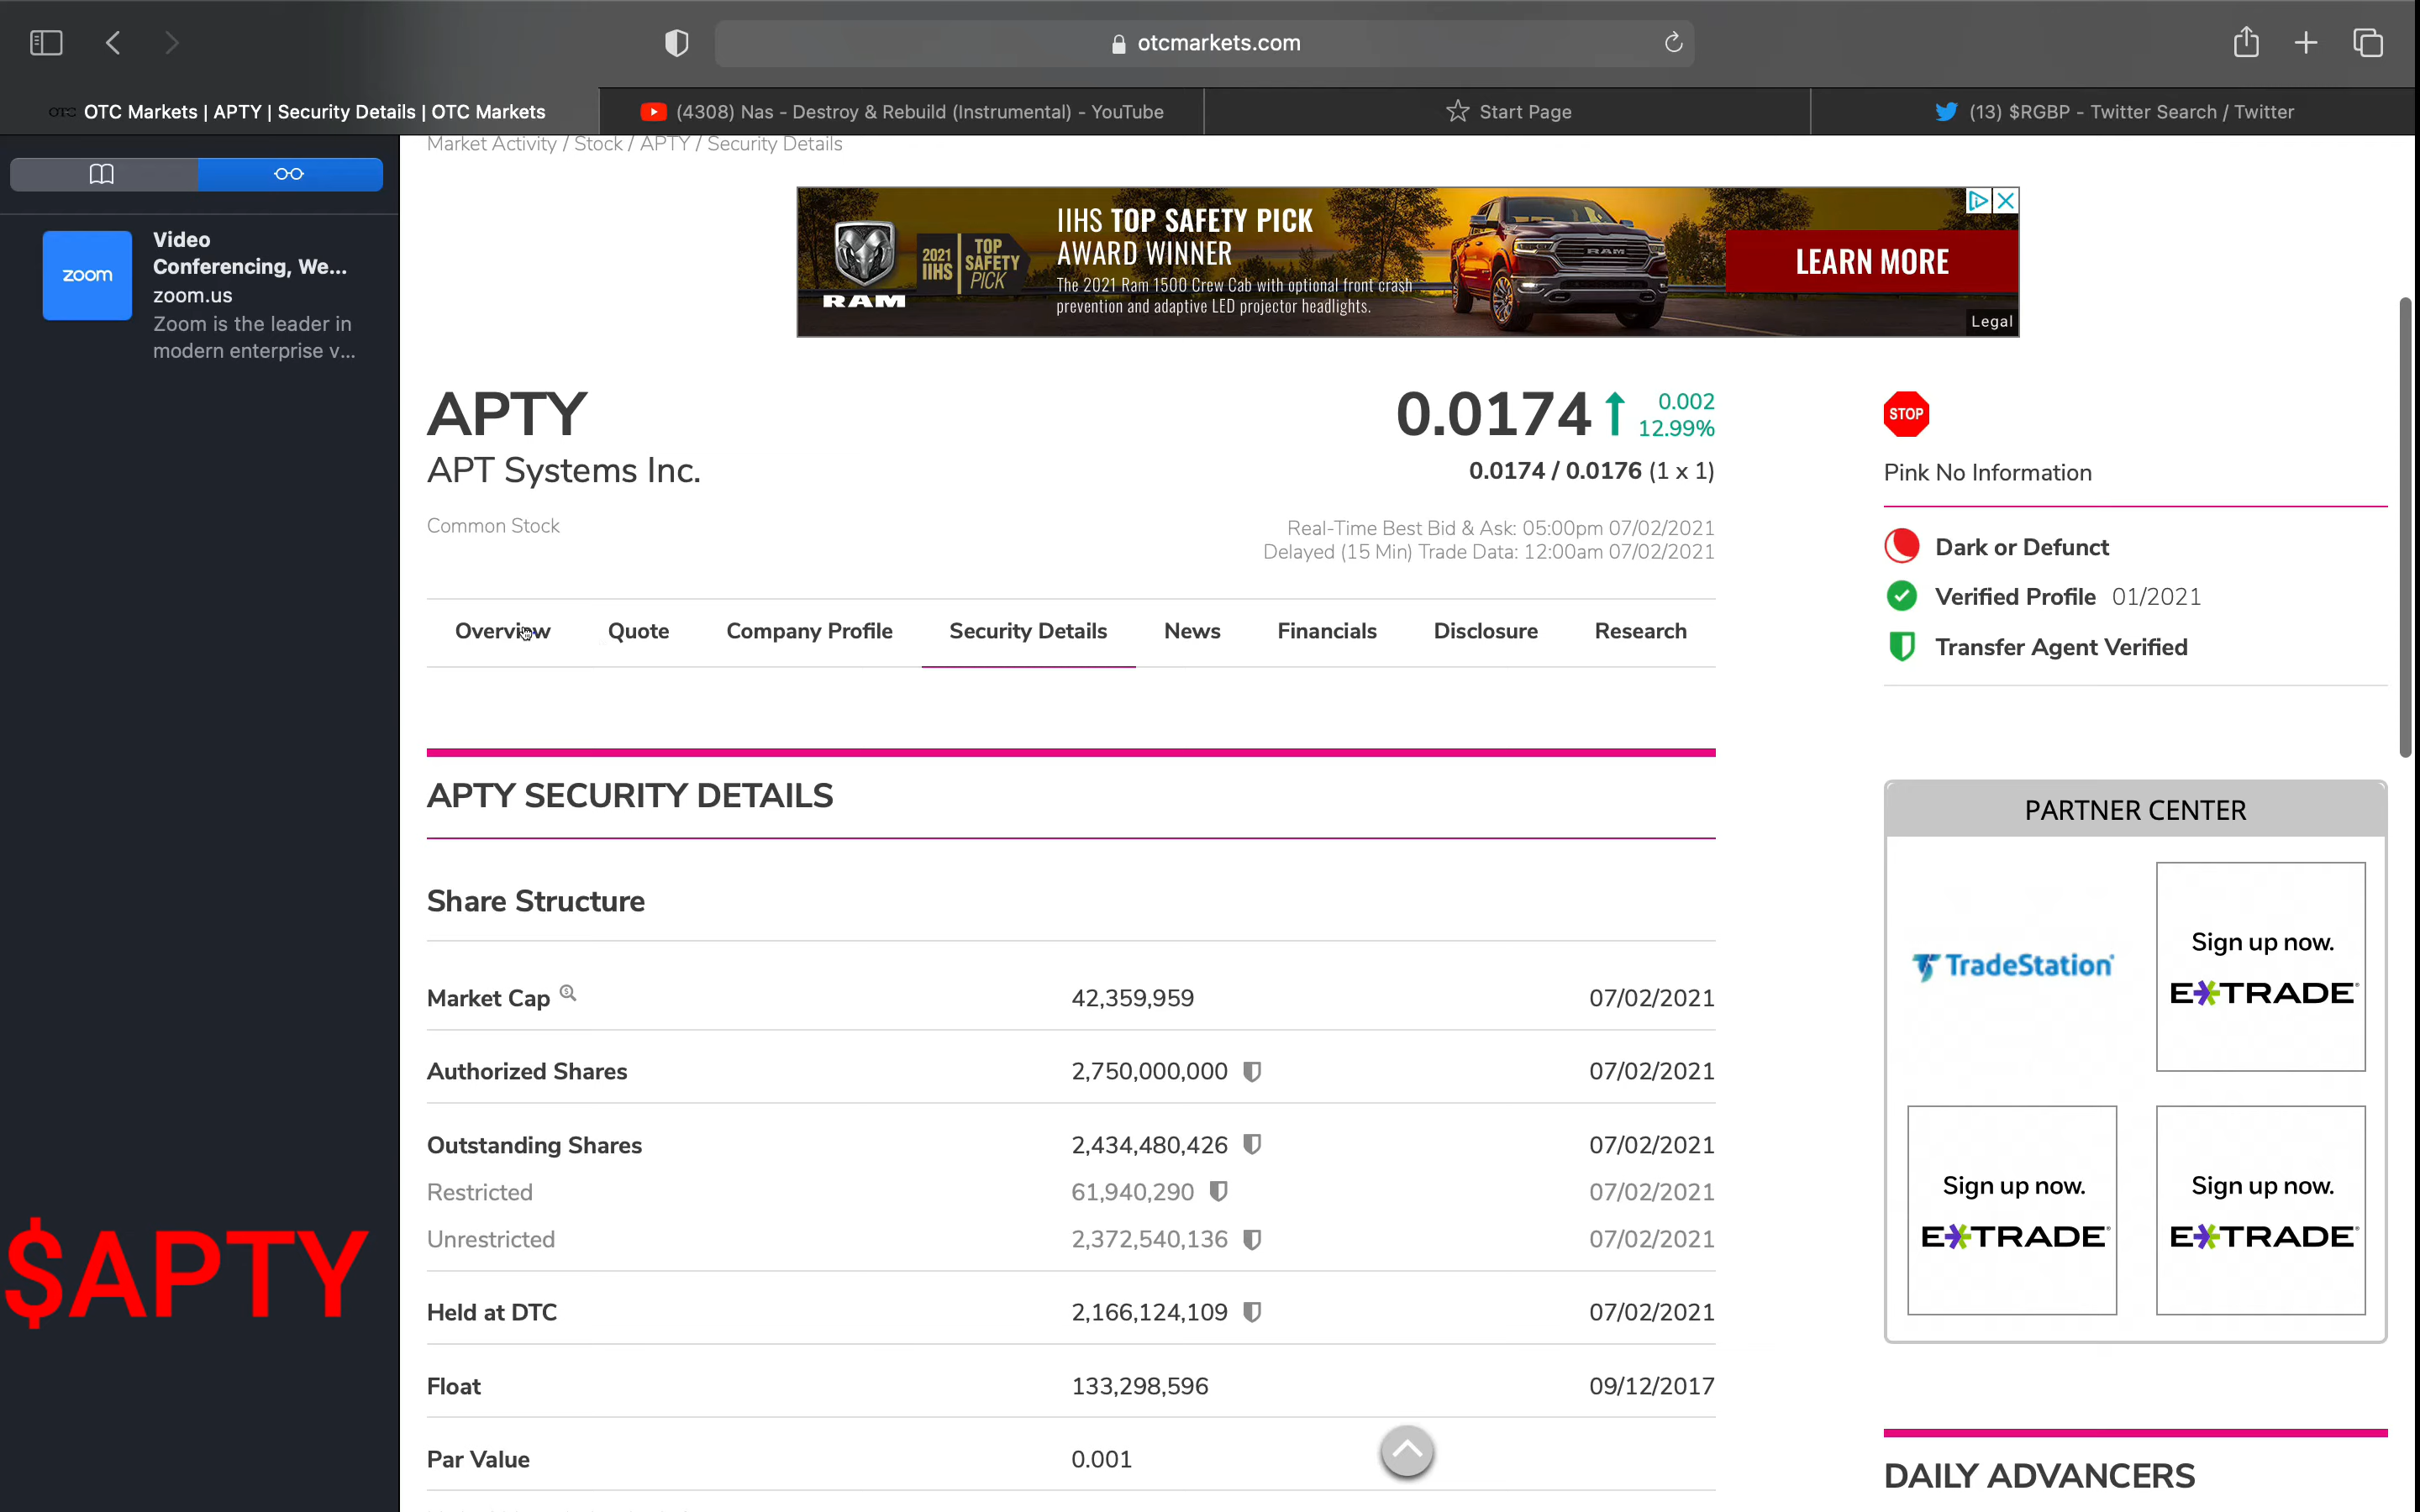 otcmarkets.com
OTC Markets | APTY | Security Details | OTC Markets
(4308) Nas - Destroy & Rebuild (Instrumental) - YouTube
Start Page
(13) $RGBP - Twitter Search / Twitter
zoom
Video
Conferencing, We...
zoom.us
Zoom is the leader in
modern enterprise v...
$APTY
Market Activity / Stock / APTY / Security Details
RAM
2021 IIHS
TOP SAFETY PICK
IIHS TOP SAFETY PICK
AWARD WINNER
The 2021 Ram 1500 Crew Cab with optional front crash
prevention and adaptive LED projector headlights.
RAM
LEARN MORE
Legal
APTY
APT Systems Inc.
Common Stock
0.0174
0.002
12.99%
0.0174 / 0.0176 (1 x 1)
Real-Time Best Bid & Ask: 05:00pm 07/02/2021
Delayed (15 Min) Trade Data: 12:00am 07/02/2021
STOP
Pink No Information
Dark or Defunct
Verified Profile 01/2021
Transfer Agent Verified
Overview Quote Company Profile Security Details News Financials Disclosure Research
APTY SECURITY DETAILS
Share Structure
Market Cap 42,359,959 07/02/2021
Authorized Shares 2,750,000,000 07/02/2021
Outstanding Shares 2,434,480,426 07/02/2021
Restricted 61,940,290 07/02/2021
Unrestricted 2,372,540,136 07/02/2021
Held at DTC 2,166,124,109 07/02/2021
Float 133,298,596 09/12/2017
Par Value 0.001
PARTNER CENTER
TradeStation
Sign up now.
E*TRADE
Sign up now.
E*TRADE
Sign up now.
E*TRADE
DAILY ADVANCERS